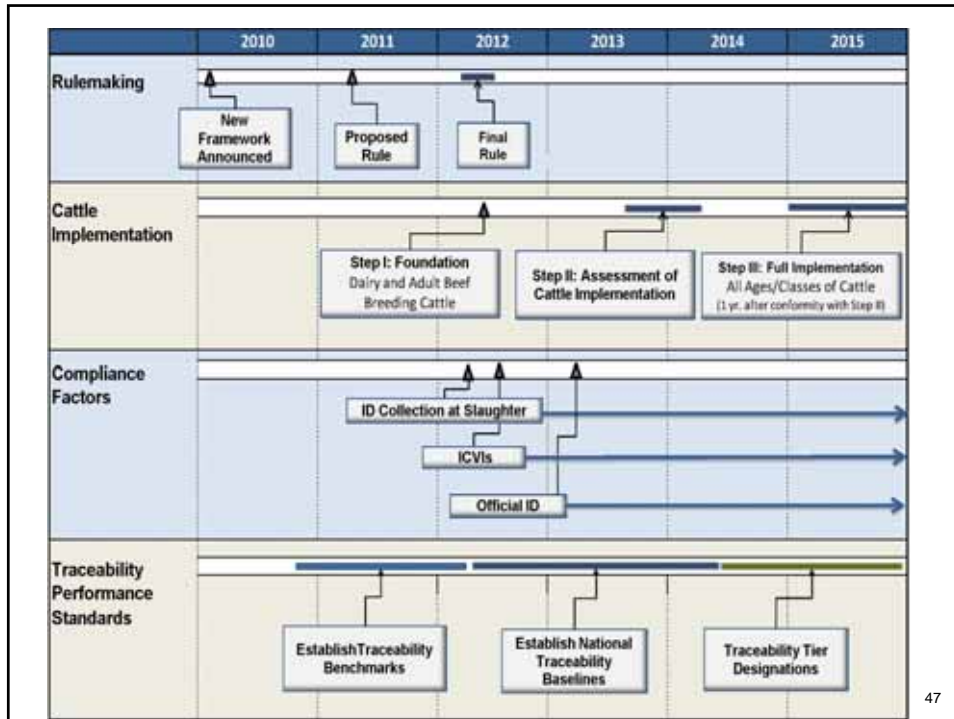 2010 2011 2012 2013 2014 2015
Rulemaking
New
Framework
Announced
Proposed
Rule
Final
Rule
Cattle
Implementation
Step I: Foundation
Dairy and Adult Beef
Breeding Cattle
Step II: Assessment of
Cattle Implementation
Step III: Full Implementation
All Ages/Classes of Cattle
(1 yr. after conformity with Step II)
Compliance
Factors
ID Collection at Slaughter
ICVIs
Official ID
Traceability
Performance
Standards
EstablishTraceability
Benchmarks
Establish National
Traceability
Baselines
Traceability Tier
Designations
47